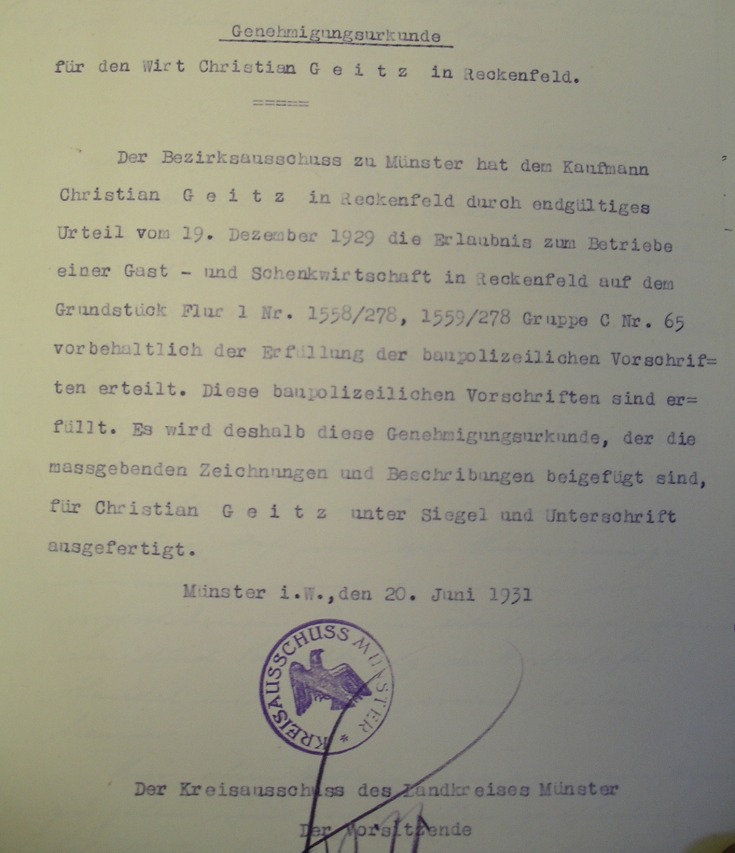 Genehmigungsurkunde
für den Wirt Christian G e i t z in Reckenfeld.
=====
Der Bezirksausschuss zu Münster hat dem Kaufmann
Christian G e i t z in Reckenfeld durch endgültiges
Urteil vom 19. Dezember 1929 die Erlaubnis zum Betriebe
einer Gast - und Schenkwirtschaft in Reckenfeld auf dem
Grundstück Flur 1 Nr. 1558/278, 1559/278 Gruppe C Nr. 65
vorbehaltlich der Erfüllung der baupolizeilichen Vorschrif=
ten erteilt. Diese baupolizeilichen Vorschriften sind er=
füllt. Es wird deshalb diese Genehmigungsurkunde, der die
massgebenden Zeichnungen und Beschribungen beigefügt sind,
für Christian G e i t z unter Siegel und Unterschrift
ausgefertigt.
Münster i.W.,den 20. Juni 1931
KREISAUSSCHUSS MÜNSTER *
Der Kreisausschuss des Landkreises Münster
Der Vorsitzende